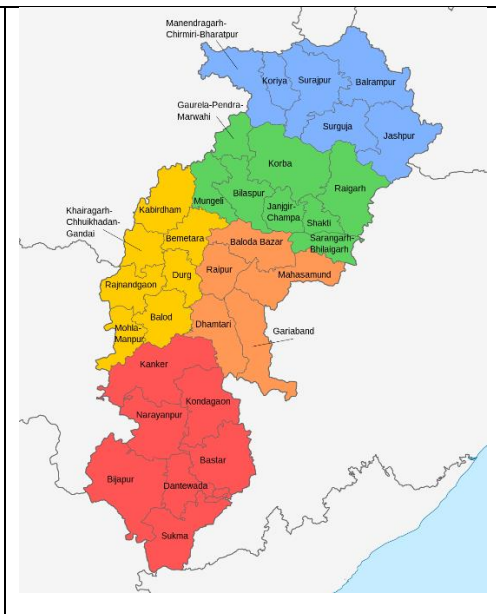 Manendragarh-
Chirmiri-Bharatpur
Koriya
Surajpur
Balrampur
Surguja
Jashpur
Gaurela-Pendra-
Marwahi
Korba
Raigarh
Bilaspur
Mungeli
Janjgir-
Champa
Shakti
Sarangarh-
Bhilaigarh
Kabirdham
Khairagarh-
Chhuikhadan-
Gandai
Bemetara
Baloda Bazar
Durg
Raipur
Mahasamund
Rajnandgaon
Balod
Mohla-
Manpur
Dhamtari
Gariaband
Kanker
Kondagaon
Narayanpur
Bastar
Bijapur
Dantewada
Sukma